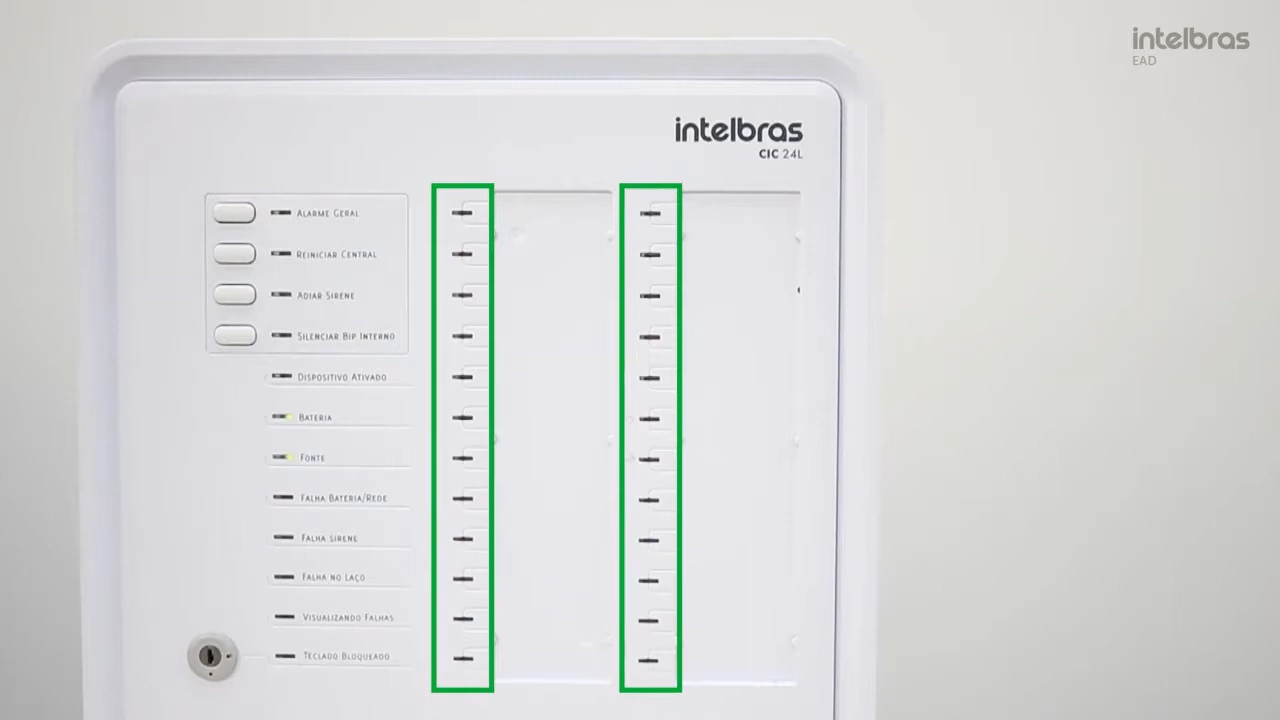 intelbras
EAD
intelbras
CIC 24L
ALARME GERAL
REINICIAR CENTRAL
ADIAR SIRENE
SILENCIAR BIP INTERNO
DISPOSITIVO ATIVADO
BATERIA
FONTE
FALHA BATERIA/REDE
FALHA SIRENE
FALHA NO LAÇO
VISUALIZANDO FALHAS
TECLADO BLOQUEADO